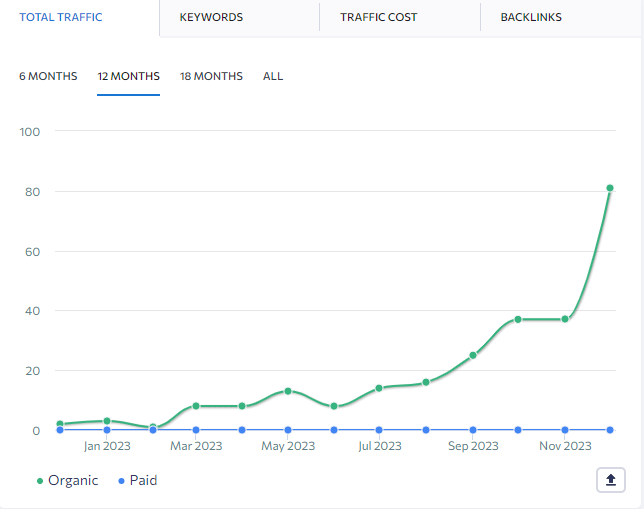 TOTAL TRAFFIC KEYWORDS TRAFFIC COST BACKLINKS
6 MONTHS 12 MONTHS 18 MONTHS ALL
100
80
60
40
20
0
Jan 2023 Mar 2023 May 2023 Jul 2023 Sep 2023 Nov 2023
Organic Paid